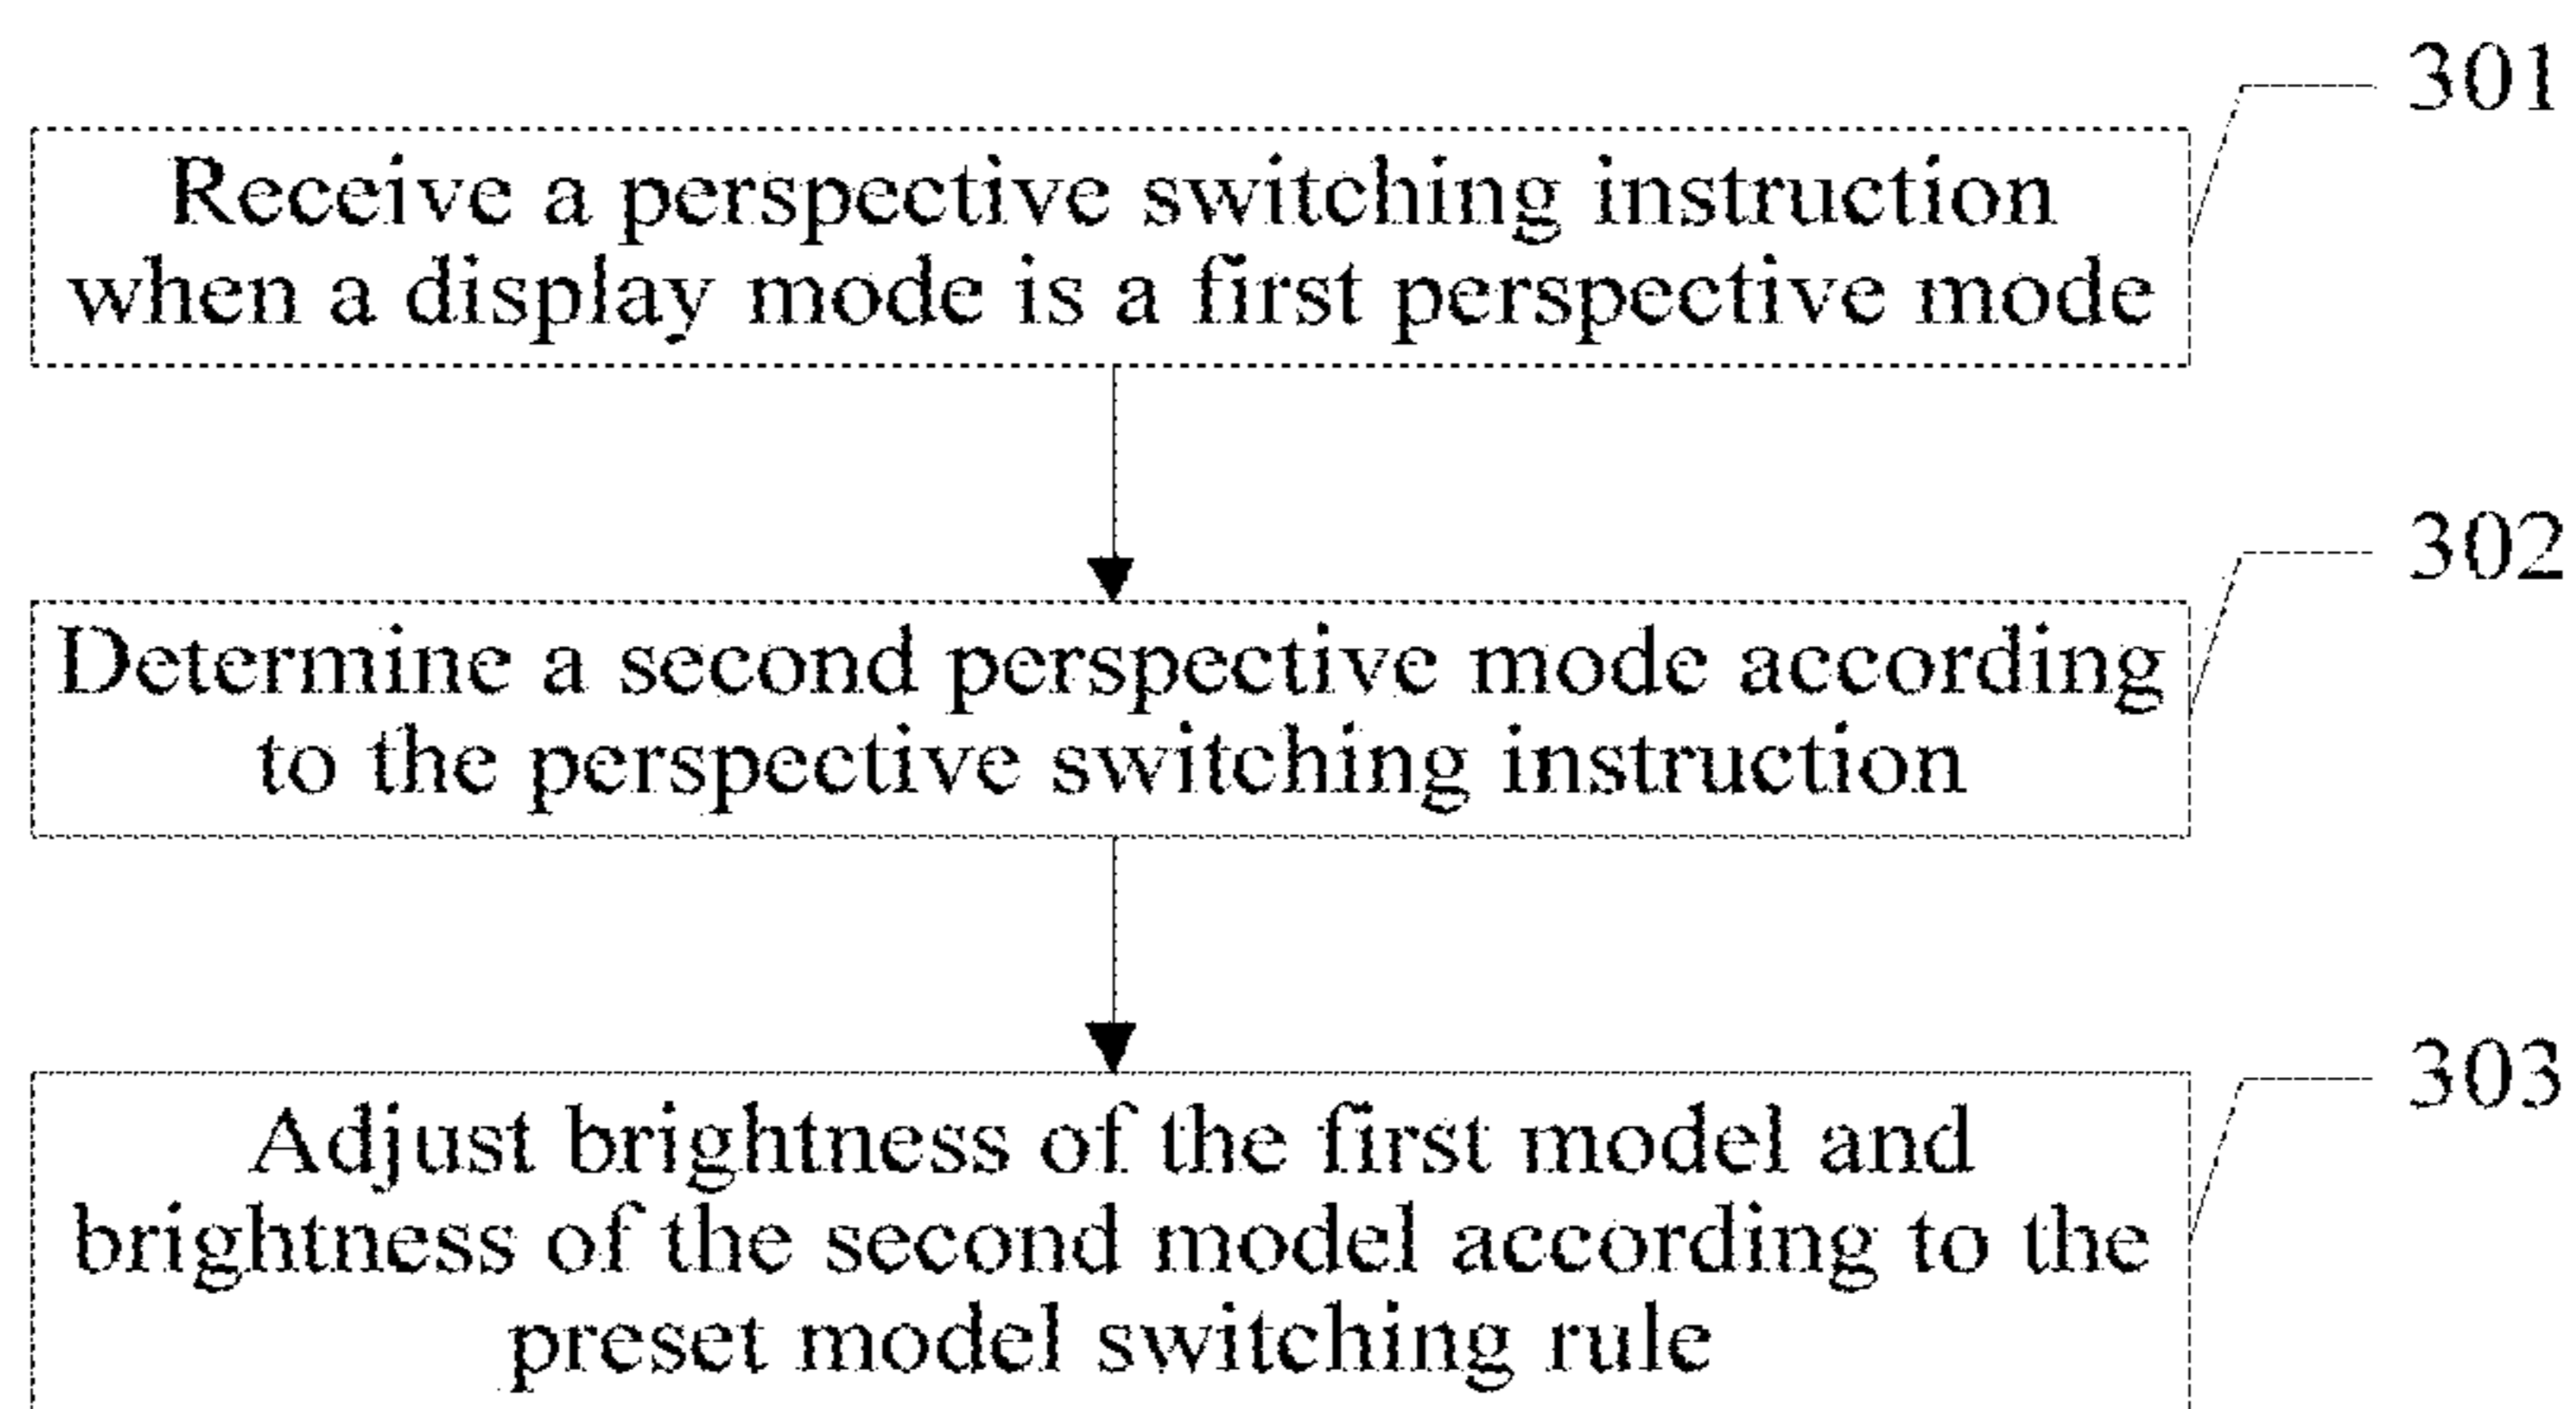 301
Receive a perspective switching instruction
when a display mode is a first perspective mode
302
Determine a second perspective mode according
to the perspective switching instruction
303
Adjust brightness of the first model and
brightness of the second model according to the
preset model switching rule